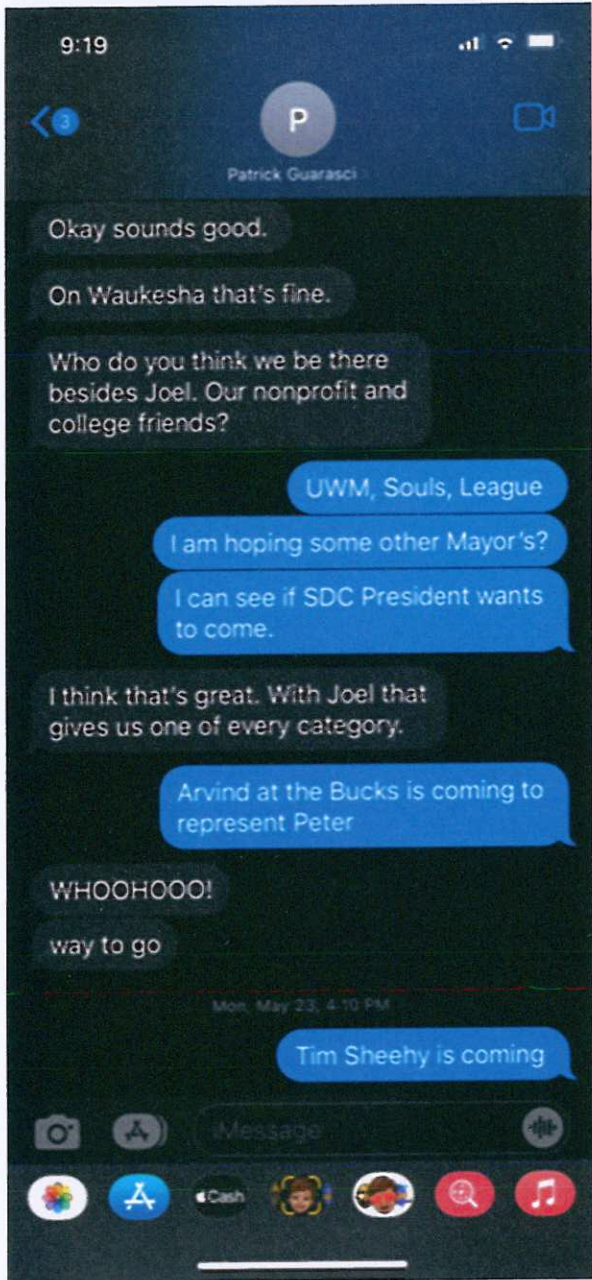 9:19
3
P
Patrick Guarasci
Okay sounds good.
On Waukesha that's fine.
Who do you think we be there
besides Joel. Our nonprofit and
college friends?
UWM, Souls, League
I am hoping some other Mayor's?
I can see if SDC President wants
to come.
I think that's great. With Joel that
gives us one of every category.
Arvind at the Bucks is coming to
represent Peter
WHOOHOOO!
way to go
Mon, May 23, 4:10 PM
Tim Sheehy is coming
iMessage
Cash